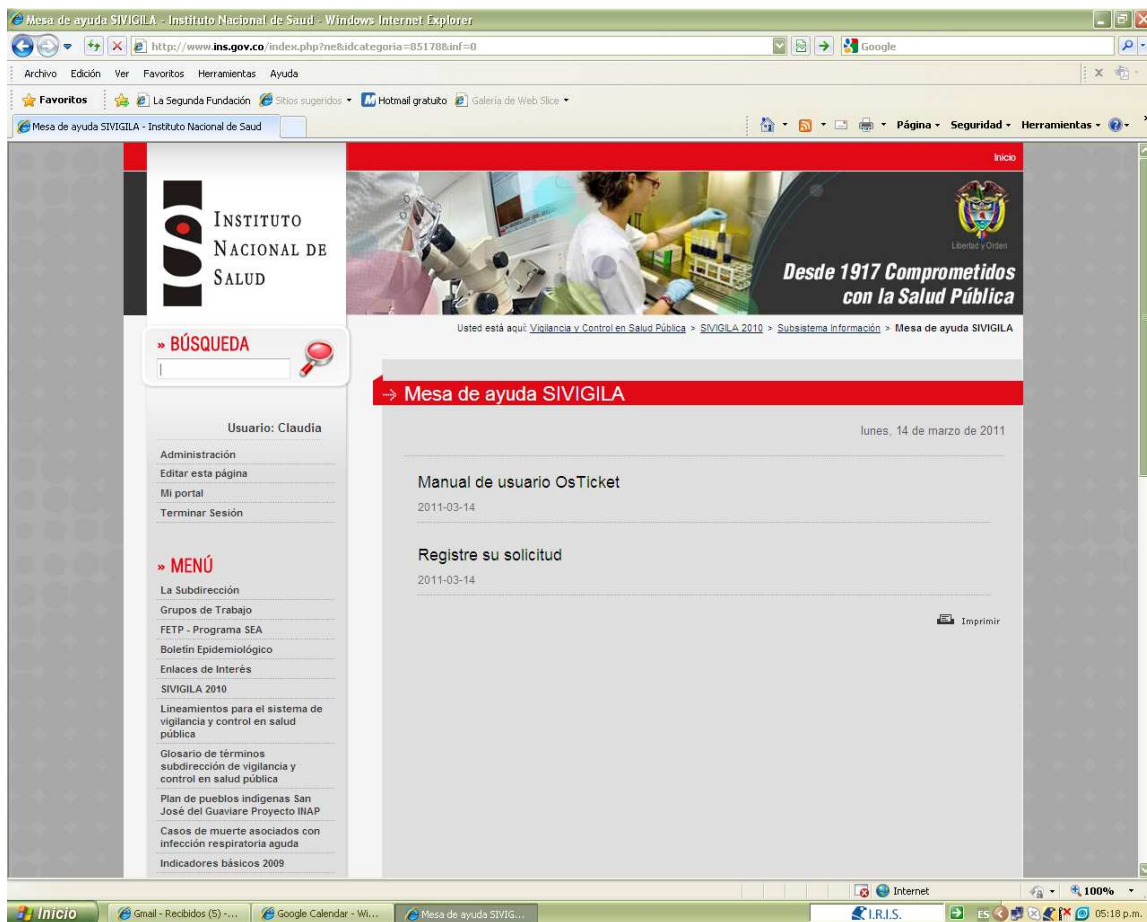 Mesa de ayuda SIVIGILA - Instituto Nacional de Saud - Windows Internet Explorer
http://www.ins.gov.co/index.php?ne&idcategoria=85178&inf=0
Google
Archivo Edición Ver Favoritos Herramientas Ayuda
Favoritos La Segunda Fundación Sitios sugeridos Hotmail gratuito Galería de Web Slice
Mesa de ayuda SIVIGILA - Instituto Nacional de Saud
Página Seguridad Herramientas
Inicio
INSTITUTO
NACIONAL DE
SALUD
Libertad y Orden
Desde 1917 Comprometidos
con la Salud Pública
Usted está aquí: Vigilancia y Control en Salud Pública > SIVIGILA 2010 > Subsistema Información > Mesa de ayuda SIVIGILA
» BÚSQUEDA
Mesa de ayuda SIVIGILA
Usuario: Claudia
lunes, 14 de marzo de 2011
Administración
Editar esta página
Mi portal
Terminar Sesión
Manual de usuario OsTicket
2011-03-14
Registre su solicitud
2011-03-14
Imprimir
» MENÚ
La Subdirección
Grupos de Trabajo
FETP - Programa SEA
Boletín Epidemiológico
Enlaces de Interés
SIVIGILA 2010
Lineamientos para el sistema de
vigilancia y control en salud
pública
Glosario de términos
subdirección de vigilancia y
control en salud pública
Plan de pueblos indígenas San
José del Guaviare Proyecto INAP
Casos de muerte asociados con
infección respiratoria aguda
Indicadores básicos 2009
Internet
100%
Inicio
Gmail - Recibidos (5) -...
Google Calendar - Wi...
Mesa de ayuda SIVIG...
I.R.I.S.
ES
05:18 p.m.